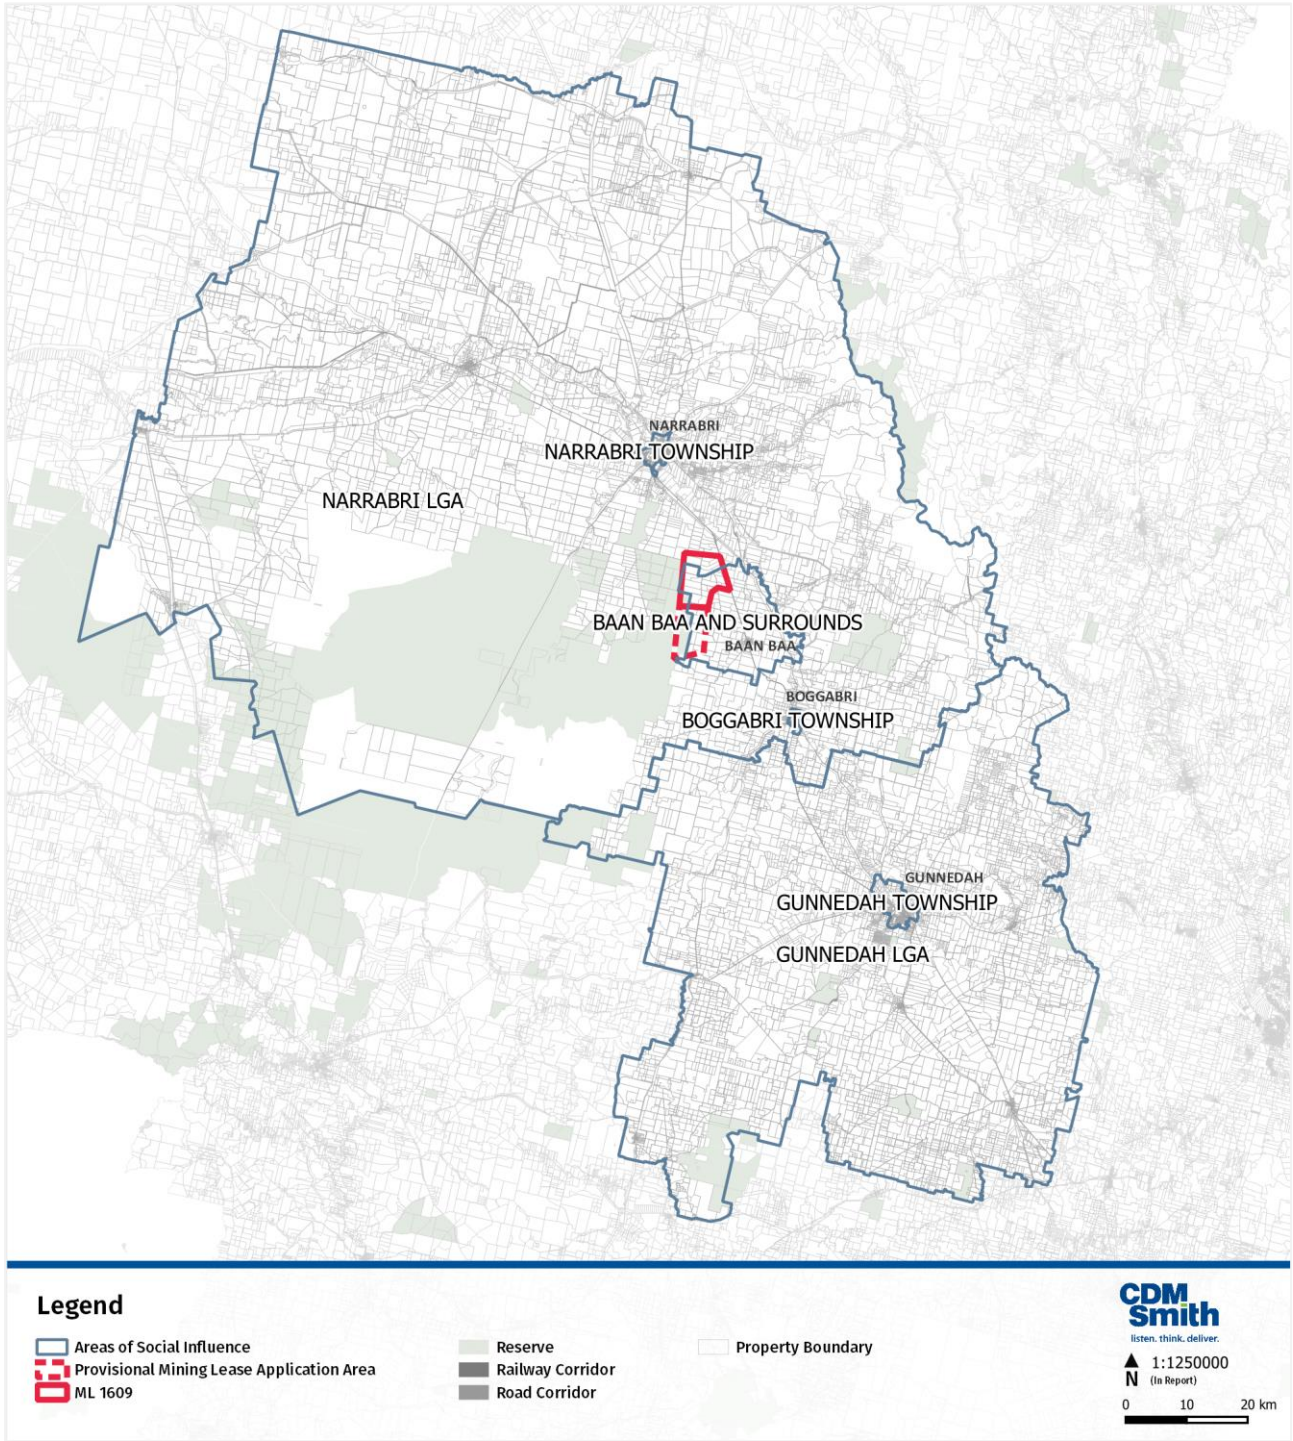 NARRABRI
NARRABRI TOWNSHIP
NARRABRI LGA
BAAN BAA AND SURROUNDS
BAAN BAA
BOGGABRI
BOGGABRI TOWNSHIP
GUNNEDAH
GUNNEDAH TOWNSHIP
GUNNEDAH LGA
Legend
Areas of Social Influence
Provisional Mining Lease Application Area
ML 1609
Reserve
Railway Corridor
Road Corridor
Property Boundary
CDM
Smith
listen. think. deliver.
1:1250000
N (In Report)
0 10 20 km